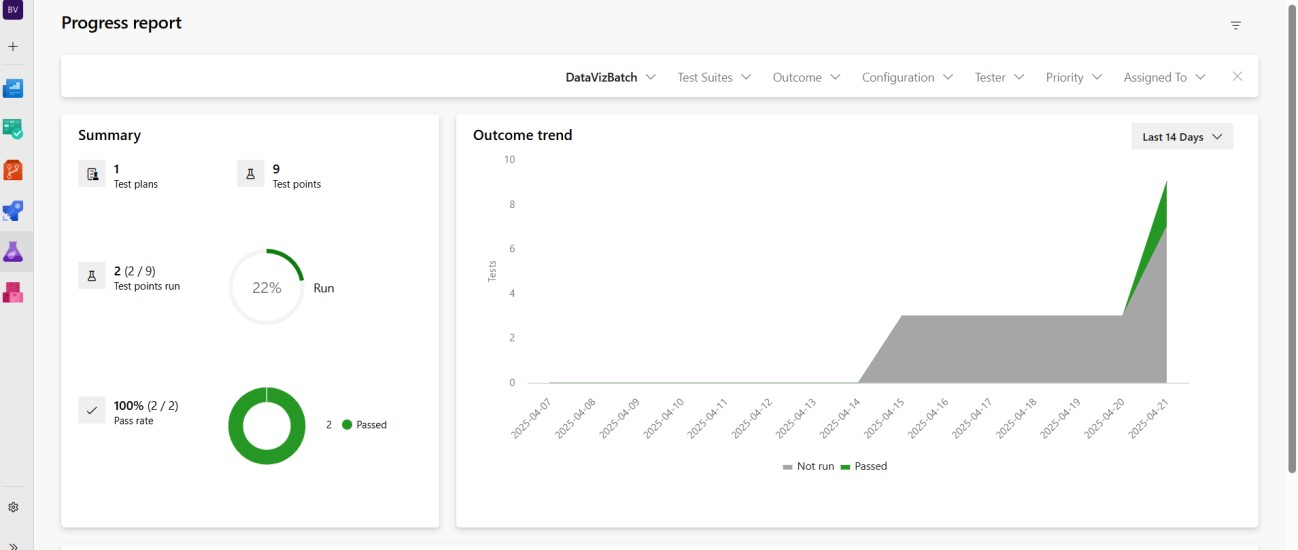 BV
Progress report
DataVizBatch Test Suites Outcome Configuration Tester Priority Assigned To
Summary
1
Test plans
9
Test points
2 (2 / 9)
Test points run
22%
Run
100% (2 / 2)
Pass rate
2 Passed
Outcome trend
Last 14 Days
10
8
6
4
2
0
Tests
2025-04-07
2025-04-08
2025-04-09
2025-04-10
2025-04-11
2025-04-12
2025-04-13
2025-04-14
2025-04-15
2025-04-16
2025-04-17
2025-04-18
2025-04-19
2025-04-20
2025-04-21
Not run Passed